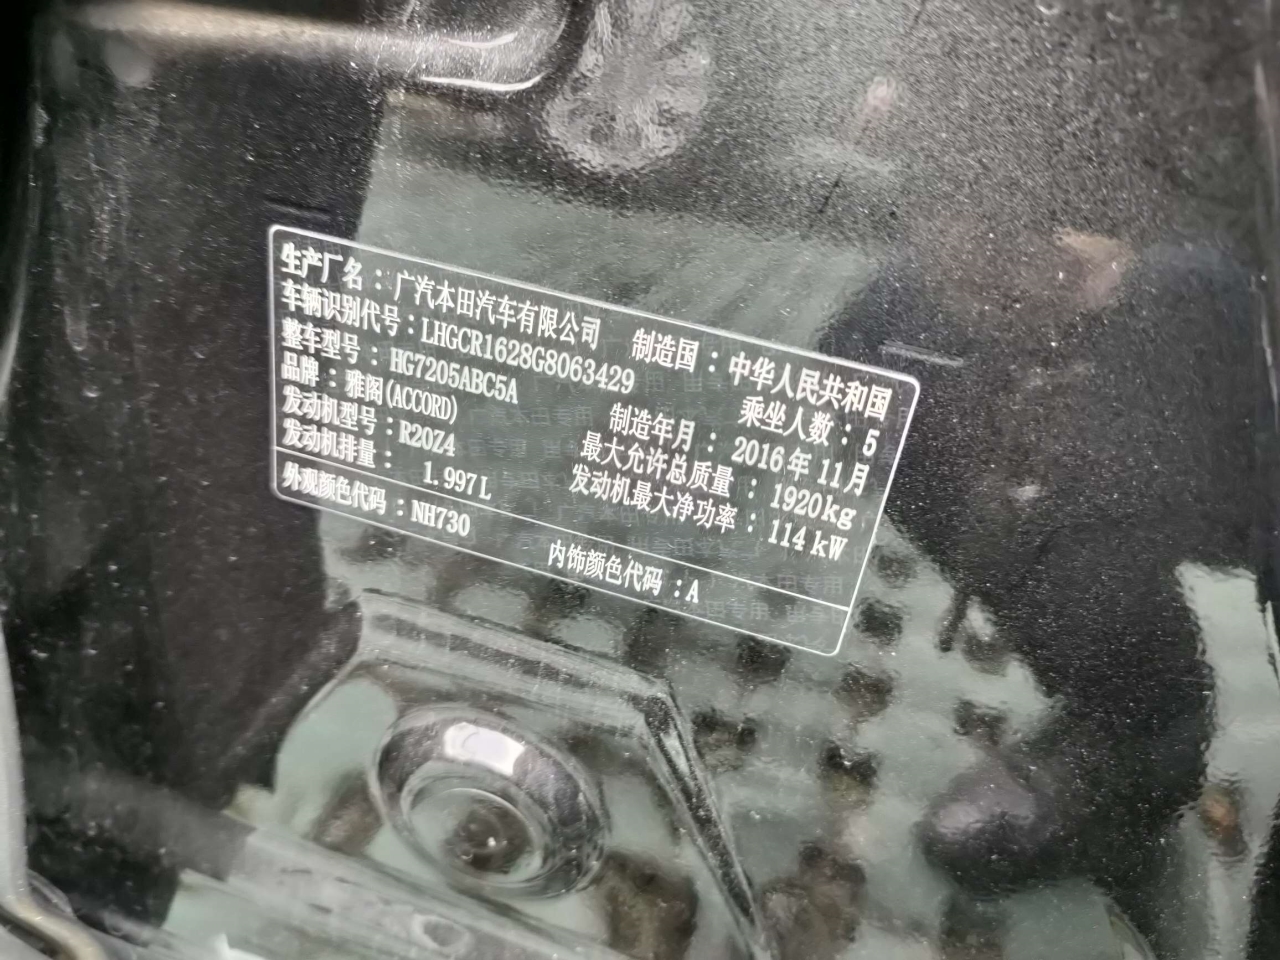 生产厂名：广汽本田汽车有限公司 制造国：中华人民共和国
车辆识别代号：LHGCR1628G8063429 乘坐人数：5
整车型号：HG7205ABC5A 制造年月：2016年11月
品牌：雅阁(ACCORD) 最大允许总质量：1920kg
发动机型号：R20Z4 发动机最大净功率：114kW
发动机排量：1.997L
外观颜色代码：NH730 内饰颜色代码：A